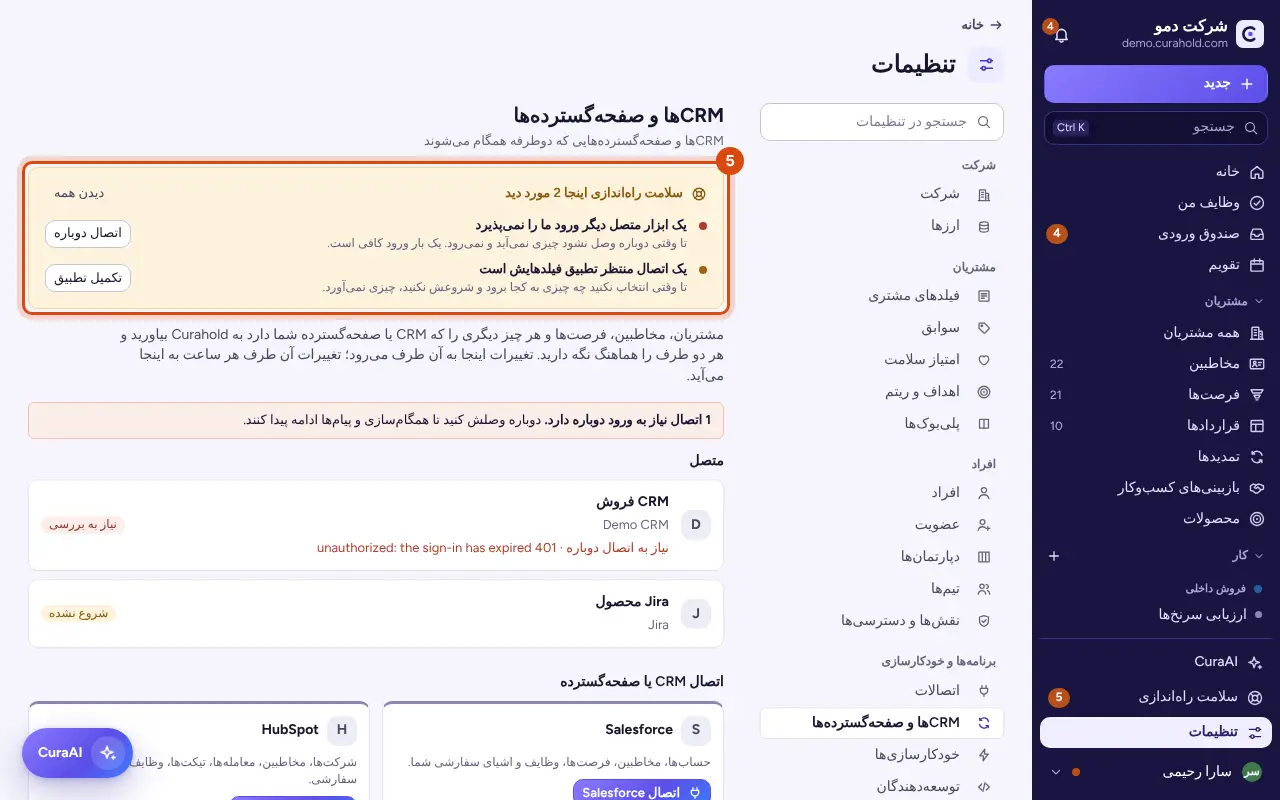 شرکت دمو
demo.curahold.com
4
جدید
جستجو
Ctrl K
خانه
وظایف من
صندوق ورودی
4
تقویم
مشتریان
همه مشتریان
مخاطبین
22
فرصت‌ها
21
قراردادها
10
تمدیدها
بازبینی‌های کسب‌وکار
محصولات
کار
فروش داخلی
ارزیابی سرنخ‌ها
CuraAI
سلامت راه‌اندازی
5
تنظیمات
سارا رحیمی
سر
خانه
تنظیمات
جستجو در تنظیمات
شرکت
شرکت
ارزها
مشتریان
فیلدهای مشتری
سوابق
امتیاز سلامت
اهداف و ریتم
پلی‌بوک‌ها
افراد
افراد
عضویت
دپارتمان‌ها
تیم‌ها
نقش‌ها و دسترسی‌ها
برنامه‌ها و خودکارسازی
اتصالات
CRMها و صفحه‌گسترده‌ها
خودکارسازی‌ها
توسعه‌دهندگان
CRMها و صفحه‌گسترده‌ها
CRMها و صفحه‌گسترده‌هایی که دوطرفه همگام می‌شوند
5
سلامت راه‌اندازی اینجا 2 مورد دید
دیدن همه
یک ابزار متصل دیگر ورود ما را نمی‌پذیرد
تا وقتی دوباره وصل نشود چیزی نمی‌آید و نمی‌رود. یک بار ورود کافی است.
اتصال دوباره
یک اتصال منتظر تطبیق فیلدهایش است
تا وقتی انتخاب نکنید چه چیزی به کجا برود و شروعش نکنید، چیزی نمی‌آورد.
تکمیل تطبیق
مشتریان، مخاطبین، فرصت‌ها و هر چیز دیگری را که CRM یا صفحه‌گسترده شما دارد به Curahold بیاورید و
هر دو طرف را هماهنگ نگه دارید. تغییرات اینجا به آن طرف می‌رود؛ تغییرات آن طرف هر ساعت به اینجا
می‌آید.
1 اتصال نیاز به ورود دوباره دارد. دوباره وصلش کنید تا همگام‌سازی و پیام‌ها ادامه پیدا کنند.
متصل
D
CRM فروش
Demo CRM
نیاز به اتصال دوباره · 401 unauthorized: the sign-in has expired
نیاز به بررسی
J
Jira محصول
Jira
شروع نشده
اتصال CRM یا صفحه‌گسترده
S
Salesforce
حساب‌ها، مخاطبین، فرصت‌ها، وظایف و اشیای سفارشی شما.
اتصال Salesforce
H
HubSpot
شرکت‌ها، مخاطبین، معامله‌ها، تیکت‌ها، وظایف
سفارشی.
CuraAI